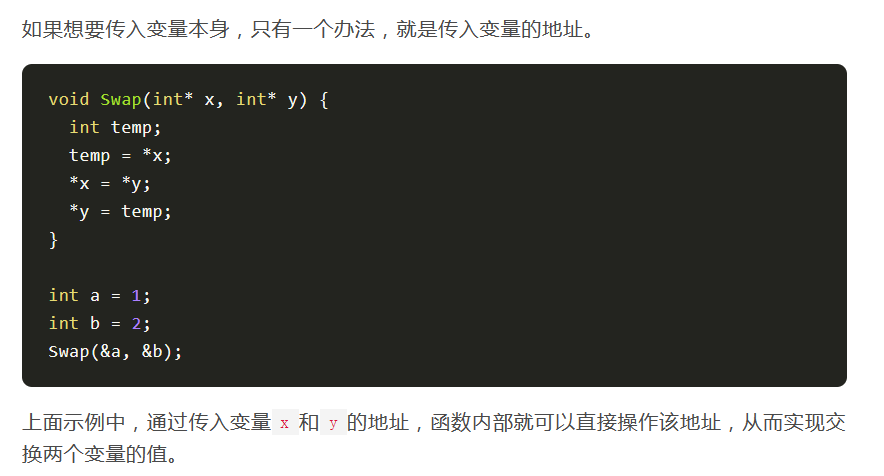 如果想要传入变量本身，只有一个办法，就是传入变量的地址。
void Swap(int* x, int* y) {
  int temp;
  temp = *x;
  *x = *y;
  *y = temp;
}

int a = 1;
int b = 2;
Swap(&a, &b);
上面示例中，通过传入变量 x 和 y 的地址，函数内部就可以直接操作该地址，从而实现交
换两个变量的值。